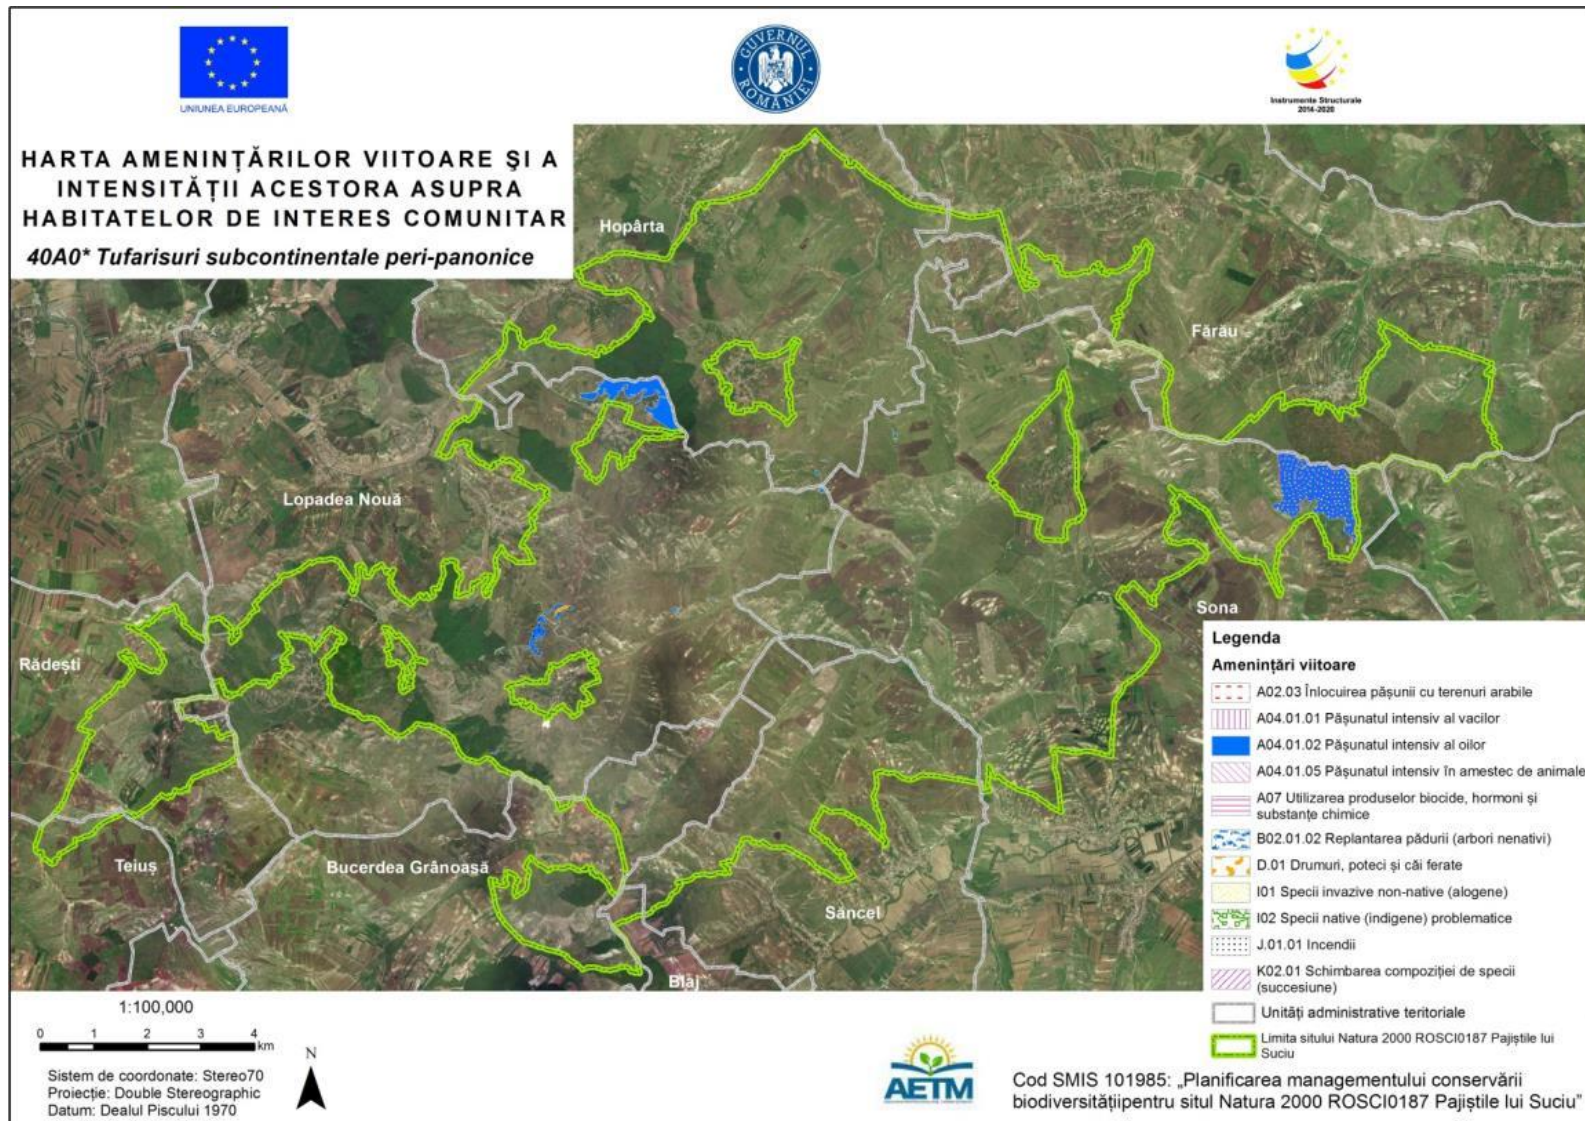 UNIUNEA EUROPEANĂ
GUVERNUL ROMÂNIEI
Instrumente Structurale
2014-2020
HARTA AMENINȚĂRILOR VIITOARE ŞI A
INTENSITĂȚII ACESTORA ASUPRA
HABITATELOR DE INTERES COMUNITAR
40A0* Tufarisuri subcontinentale peri-panonice
Hopârta
Fărău
Lopadea Nouă
Sona
Rădești
Teiuș
Bucerdea Grânoasă
Săncel
Blaj
Legenda
Amenințări viitoare
A02.03 Înlocuirea pășunii cu terenuri arabile
A04.01.01 Pășunatul intensiv al vacilor
A04.01.02 Pășunatul intensiv al oilor
A04.01.05 Pășunatul intensiv în amestec de animale
A07 Utilizarea produselor biocide, hormoni și
substanțe chimice
B02.01.02 Replantarea pădurii (arbori nenativi)
D.01 Drumuri, poteci și căi ferate
I01 Specii invazive non-native (alogene)
I02 Specii native (indigene) problematice
J.01.01 Incendii
K02.01 Schimbarea compoziției de specii
(succesiune)
Unități administrative teritoriale
Limita sitului Natura 2000 ROSCI0187 Pajiștile lui
Suciu
1:100,000
0 1 2 3 4
km
N
Sistem de coordonate: Stereo70
Proiecție: Double Stereographic
Datum: Dealul Piscului 1970
AETM
Cod SMIS 101985: „Planificarea managementului conservării
biodiversitățiipentru situl Natura 2000 ROSCI0187 Pajiștile lui Suciu"